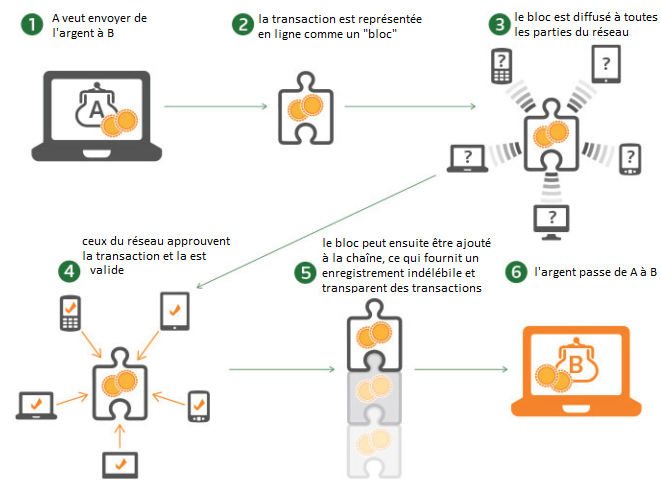 1 A veut envoyer de
l'argent à B
2 la transaction est représentée
en ligne comme un "bloc"
3 le bloc est diffusé à toutes
les parties du réseau
A
?
?
?
?
?
4 ceux du réseau approuvent
la transaction et la est
valide
5 le bloc peut ensuite être ajouté
à la chaîne, ce qui fournit un
enregistrement indélébile et
transparent des transactions
6 l'argent passe de A à B
B